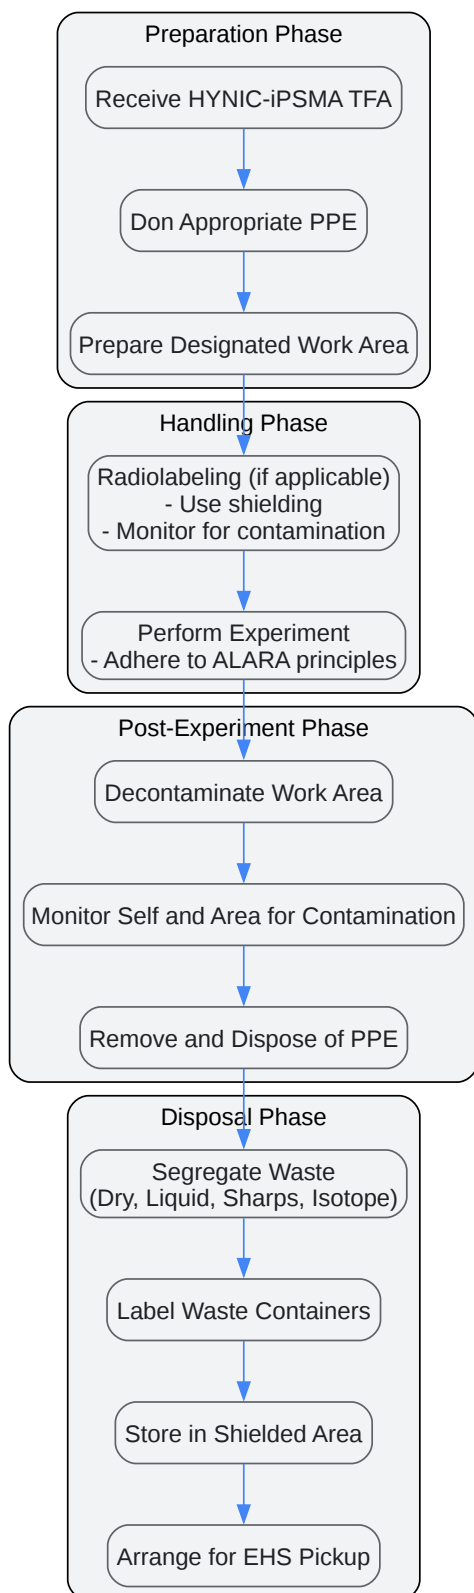 Preparation Phase
Receive HYNIC-iPSMA TFA
Don Appropriate PPE
Prepare Designated Work Area
Handling Phase
Radiolabeling (if applicable)
- Use shielding
- Monitor for contamination
Perform Experiment
- Adhere to ALARA principles
Post-Experiment Phase
Decontaminate Work Area
Monitor Self and Area for Contamination
Remove and Dispose of PPE
Disposal Phase
Segregate Waste
(Dry, Liquid, Sharps, Isotope)
Label Waste Containers
Store in Shielded Area
Arrange for EHS Pickup